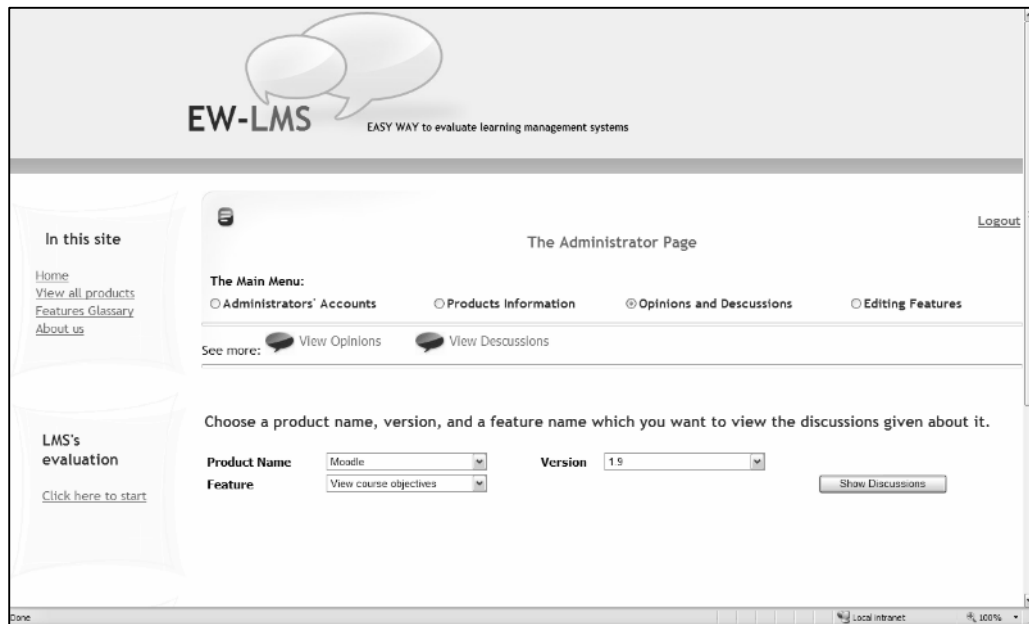 EW-LMS
EASY WAY to evaluate learning management systems
In this site
Home
View all products
Features Glassary
About us
LMS's
evaluation
Click here to start
Logout
The Administrator Page
The Main Menu:
Administrators' Accounts Products Information Opinions and Descussions Editing Features
See more: View Opinions View Descussions
Choose a product name, version, and a feature name which you want to view the discussions given about it.
Product Name Moodle Version 1.9
Feature View course objectives Show Discussions
Done Local intranet 100%